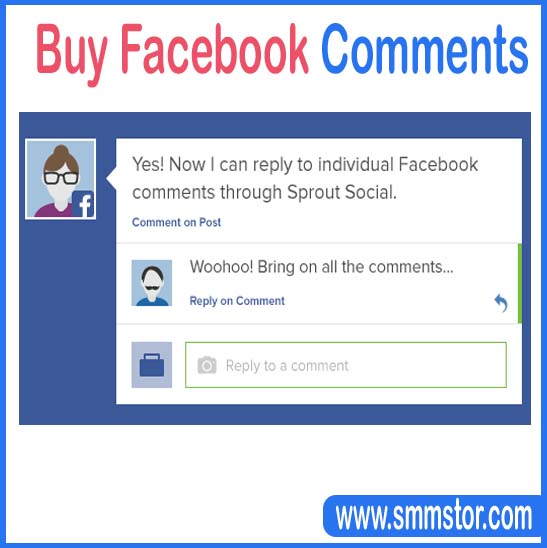 Buy Facebook Comments
Yes! Now I can reply to individual Facebook
comments through Sprout Social.
Comment on Post
Woohoo! Bring on all the comments...
Reply on Comment
Reply to a comment
www.smmstor.com